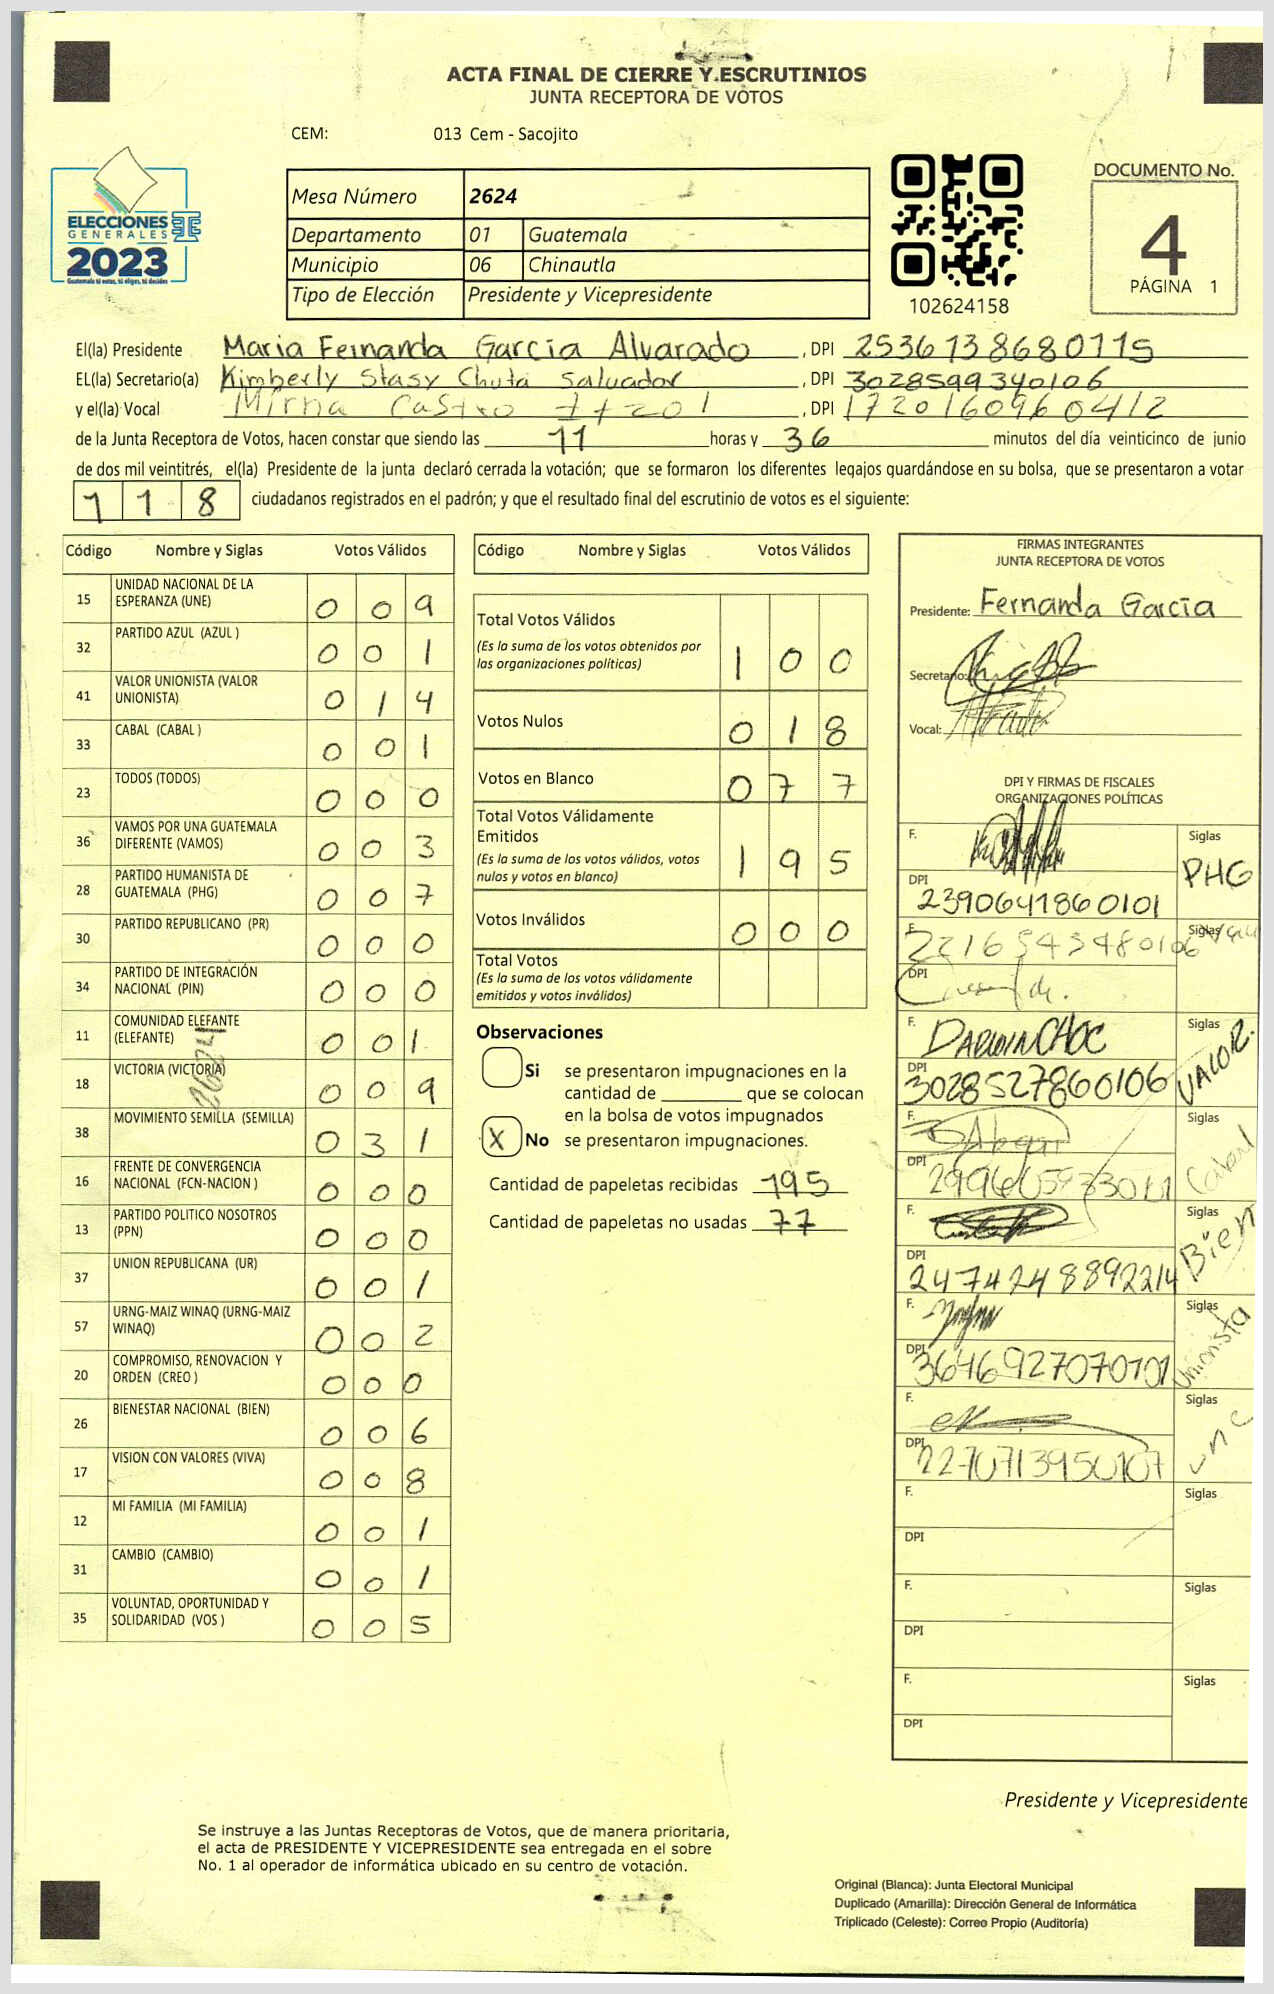 ACTA FINAL DE CIERRE Y ESCRUTINIOS
JUNTA RECEPTORA DE VOTOS
CEM: 013 Cem - Sacojito
ELECCIONES
GENERALES
2023
Guatemala tú votas, tú eliges, tú decides
Mesa Número 2624
Departamento 01 Guatemala
Municipio 06 Chinautla
Tipo de Elección Presidente y Vicepresidente
102624158
DOCUMENTO No.
4
PÁGINA 1
El(la) Presidente Maria Fernanda García Alvarado, DPI 2536138680115
EL(la) Secretario(a) Kimberly Stasy Chuta Salvador, DPI 3028599340106
y el(la) Vocal Mirna Castro, DPI 1720160960412
de la Junta Receptora de Votos, hacen constar que siendo las 11 horas y 36 minutos del día veinticinco de junio
de dos mil veintitrés, el(la) Presidente de la junta declaró cerrada la votación; que se formaron los diferentes legajos guardándose en su bolsa, que se presentaron a votar
118 ciudadanos registrados en el padrón; y que el resultado final del escrutinio de votos es el siguiente:
Código Nombre y Siglas Votos Válidos
15 UNIDAD NACIONAL DE LA ESPERANZA (UNE) 0 0 9
32 PARTIDO AZUL (AZUL ) 0 0 1
41 VALOR UNIONISTA (VALOR UNIONISTA) 0 1 4
33 CABAL (CABAL ) 0 0 1
23 TODOS (TODOS) 0 0 0
36 VAMOS POR UNA GUATEMALA DIFERENTE (VAMOS) 0 0 3
28 PARTIDO HUMANISTA DE GUATEMALA (PHG) 0 0 7
30 PARTIDO REPUBLICANO (PR) 0 0 0
34 PARTIDO DE INTEGRACIÓN NACIONAL (PIN) 0 0 0
11 COMUNIDAD ELEFANTE (ELEFANTE) 0 0 1
18 VICTORIA (VICTORIA) 0 0 9
2624
38 MOVIMIENTO SEMILLA (SEMILLA) 0 3 1
16 FRENTE DE CONVERGENCIA NACIONAL (FCN-NACION ) 0 0 0
13 PARTIDO POLITICO NOSOTROS (PPN) 0 0 0
37 UNION REPUBLICANA (UR) 0 0 1
57 URNG-MAIZ WINAQ (URNG-MAIZ WINAQ) 0 0 2
20 COMPROMISO, RENOVACION Y ORDEN (CREO ) 0 0 0
26 BIENESTAR NACIONAL (BIEN) 0 0 6
17 VISION CON VALORES (VIVA) 0 0 8
12 MI FAMILIA (MI FAMILIA) 0 0 1
31 CAMBIO (CAMBIO) 0 0 1
35 VOLUNTAD, OPORTUNIDAD Y SOLIDARIDAD (VOS ) 0 0 5
Código Nombre y Siglas Votos Válidos
Total Votos Válidos
(Es la suma de los votos obtenidos por las organizaciones políticas) 1 0 0
Votos Nulos 0 1 8
Votos en Blanco 0 7 7
Total Votos Válidamente Emitidos
(Es la suma de los votos válidos, votos nulos y votos en blanco) 1 9 5
Votos Inválidos 0 0 0
Total Votos
(Es la suma de los votos válidamente emitidos y votos inválidos)
Observaciones
Si se presentaron impugnaciones en la
cantidad de ________ que se colocan
en la bolsa de votos impugnados
X No se presentaron impugnaciones.
Cantidad de papeletas recibidas 195
Cantidad de papeletas no usadas 77
FIRMAS INTEGRANTES
JUNTA RECEPTORA DE VOTOS
Presidente: Fernanda García
Secretario:
Vocal:
DPI Y FIRMAS DE FISCALES
ORGANIZACIONES POLÍTICAS
F. Siglas PHG
DPI 2390641860101
F. Siglas
DPI
F. DARWIN CHOC Siglas VALOR.
DPI 3028527860106
F. Siglas Cabal
DPI
F. Siglas Bien
DPI 2474248892214
F. Siglas Unionista
DPI 3646927070101
F. Siglas une
DPI 2270713950107
F. Siglas
DPI
F. Siglas
DPI
F. Siglas
DPI
Presidente y Vicepresidente
Se instruye a las Juntas Receptoras de Votos, que de manera prioritaria,
el acta de PRESIDENTE Y VICEPRESIDENTE sea entregada en el sobre
No. 1 al operador de informática ubicado en su centro de votación.
Original (Blanca): Junta Electoral Municipal
Duplicado (Amarilla): Dirección General de Informática
Triplicado (Celeste): Correo Propio (Auditoría)